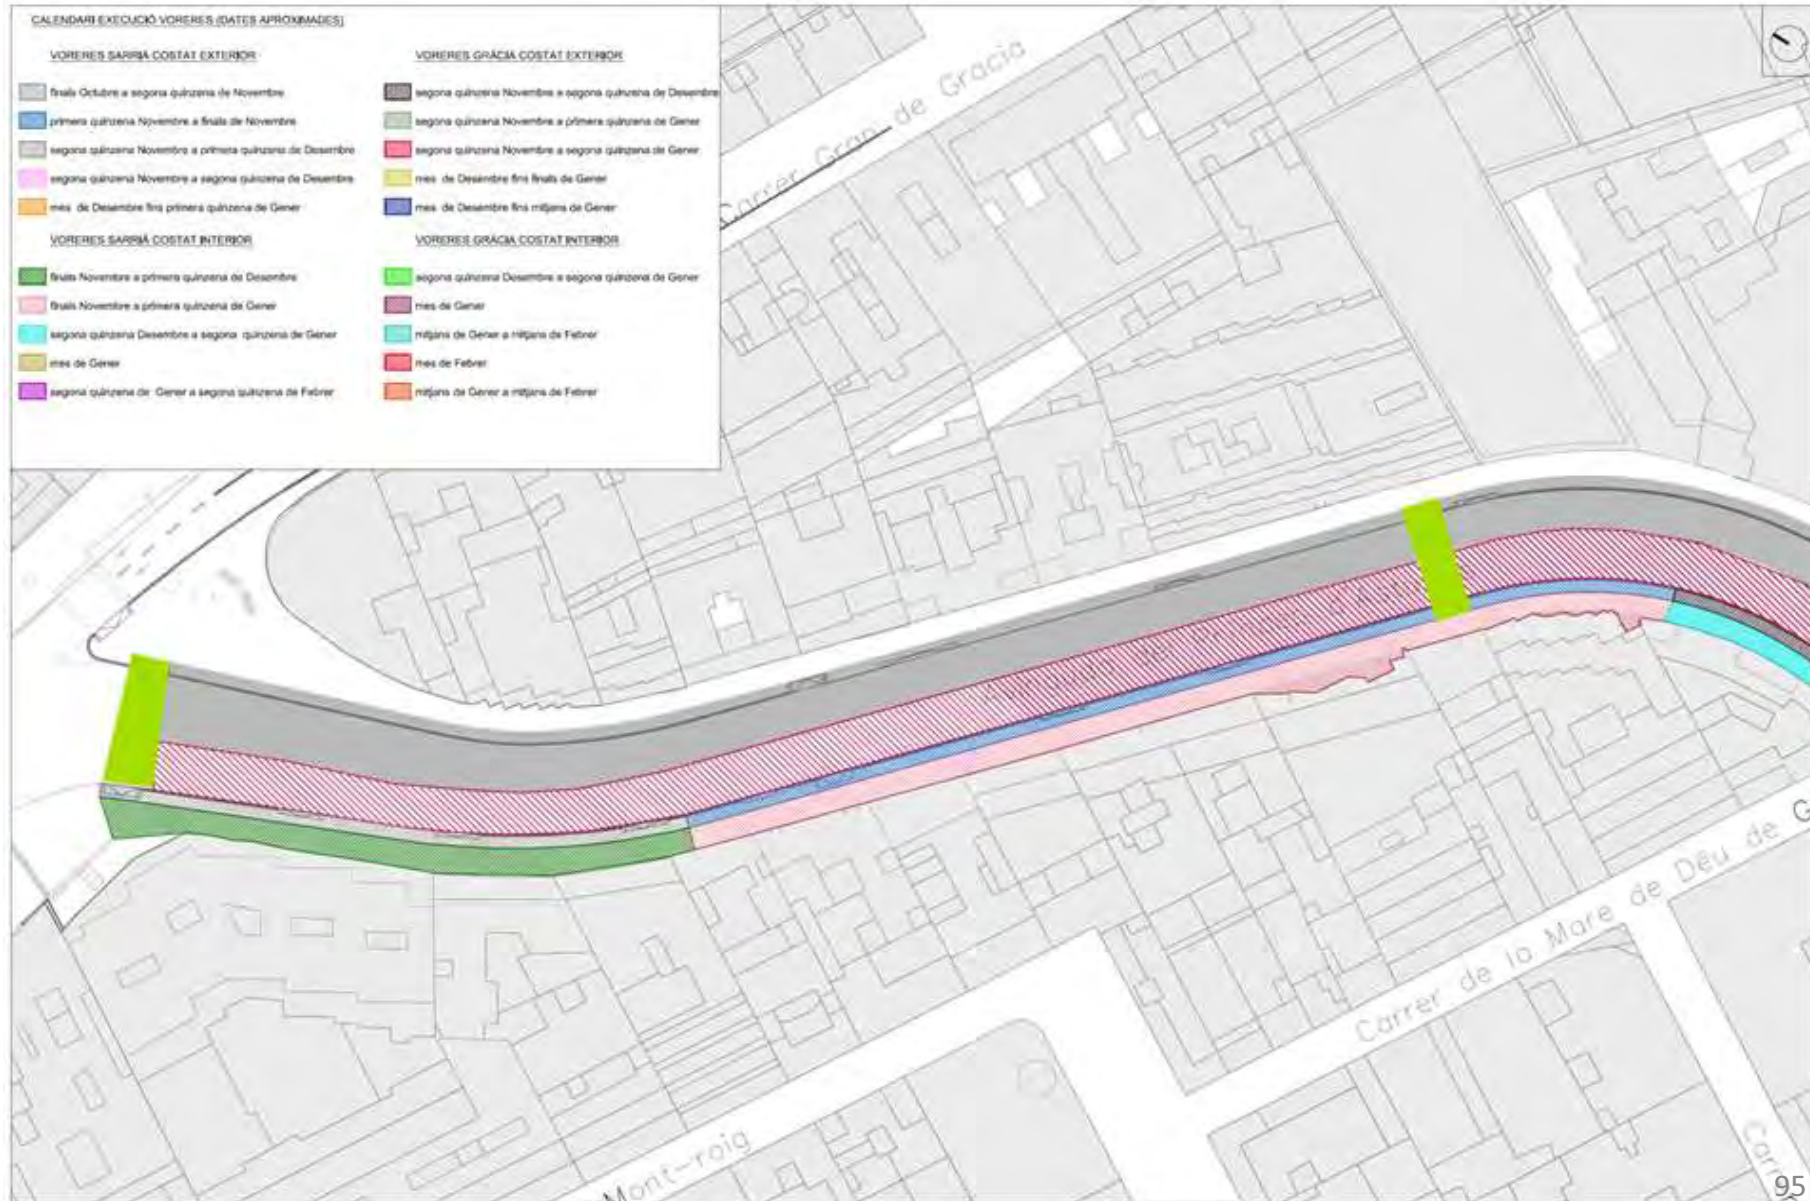 CALENDARI EXECUCIÓ VORERES (DATES APROXIMADES)
VORERES SARRIÀ COSTAT EXTERIOR
finals Octubre a segona quinzena de Novembre
primera quinzena Novembre a finals de Novembre
segona quinzena Novembre a primera quinzena de Desembre
segona quinzena Novembre a segona quinzena de Desembre
mes de Desembre fins primera quinzena de Gener
VORERES SARRIÀ COSTAT INTERIOR
finals Novembre a primera quinzena de Desembre
finals Novembre a primera quinzena de Gener
segona quinzena Desembre a segona quinzena de Gener
mes de Gener
segona quinzena de Gener a segona quinzena de Febrer
VORERES GRÀCIA COSTAT EXTERIOR
segona quinzena Novembre a segona quinzena de Desembre
segona quinzena Novembre a primera quinzena de Gener
segona quinzena Novembre a segona quinzena de Gener
mes de Desembre fins finals de Gener
mes de Desembre fins mitjans de Gener
VORERES GRÀCIA COSTAT INTERIOR
segona quinzena Desembre a segona quinzena de Gener
mes de Gener
mitjans de Gener a mitjans de Febrer
mes de Febrer
mitjans de Gener a mitjans de Febrer
Carrer Gran de Gracia
Carrer de la Mare de Déu de G
Mont-roig
Carre
95